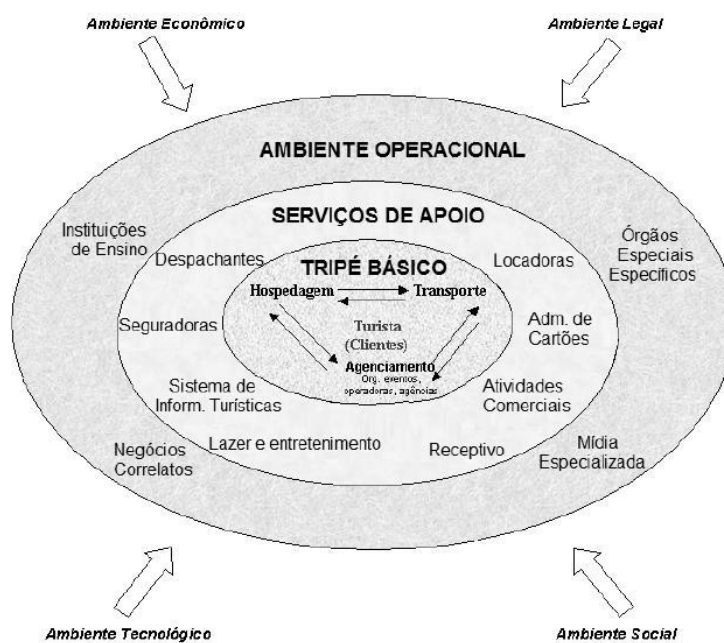 Ambiente Econômico
Ambiente Legal
AMBIENTE OPERACIONAL
Instituições
de Ensino
SERVIÇOS DE APOIO
Órgãos
Especiais
Específicos
Despachantes
TRIPÉ BÁSICO
Locadoras
Hospedagem
Transporte
Seguradoras
Turista
(Clientes)
Adm. de
Cartões
Agenciamento
Org. eventos,
operadoras, agências
Sistema de
Inform. Turísticas
Atividades
Comerciais
Negócios
Correlatos
Lazer e entretenimento
Receptivo
Mídia
Especializada
Ambiente Tecnológico
Ambiente Social